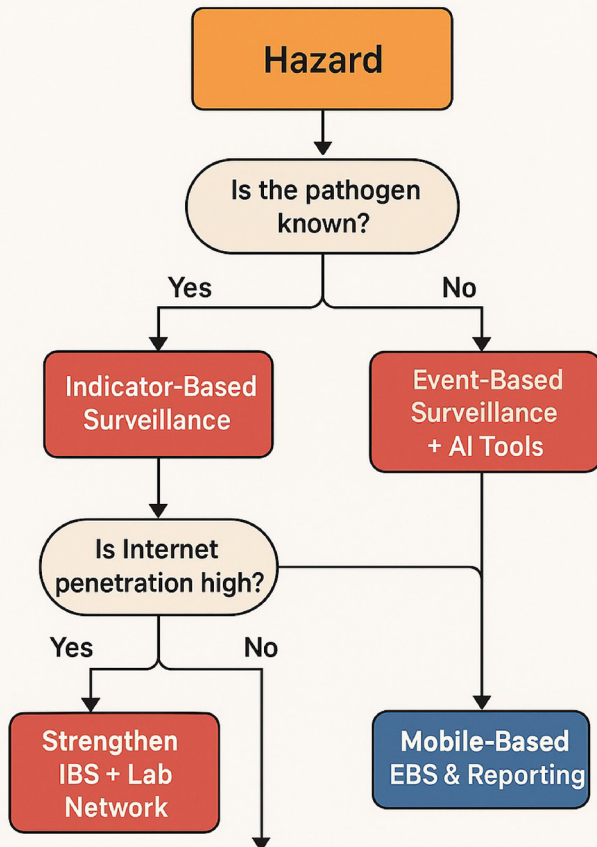 Hazard
Is the pathogen
known?
Yes
No
Indicator-Based
Surveillance
Event-Based
Surveillance
+ AI Tools
Is Internet
penetration high?
Yes
No
Strengthen
IBS + Lab
Network
Mobile-Based
EBS & Reporting